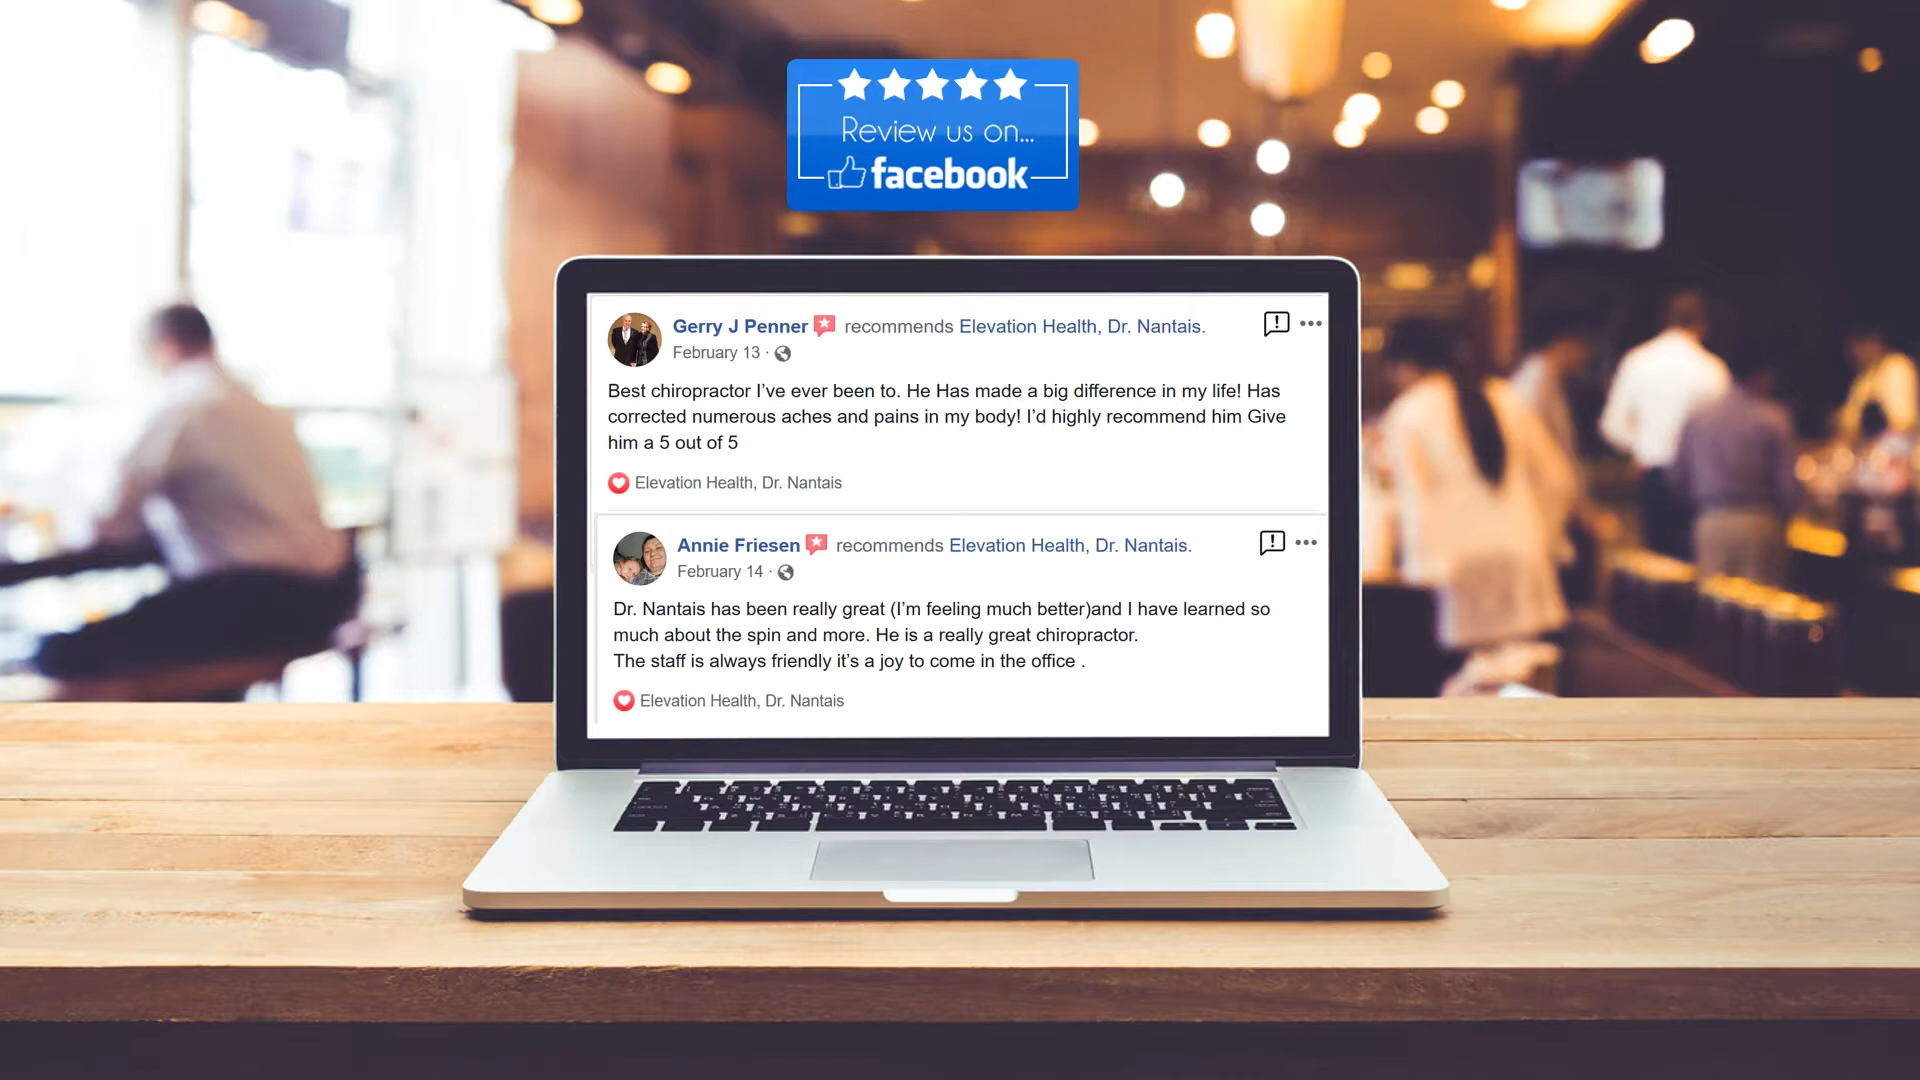 Review us on...
facebook
Gerry J Penner recommends Elevation Health, Dr. Nantais.
February 13 ·
Best chiropractor I've ever been to. He Has made a big difference in my life! Has
corrected numerous aches and pains in my body! I'd highly recommend him Give
him a 5 out of 5
Elevation Health, Dr. Nantais
Annie Friesen recommends Elevation Health, Dr. Nantais.
February 14 ·
Dr. Nantais has been really great (I'm feeling much better)and I have learned so
much about the spin and more. He is a really great chiropractor.
The staff is always friendly it's a joy to come in the office .
Elevation Health, Dr. Nantais